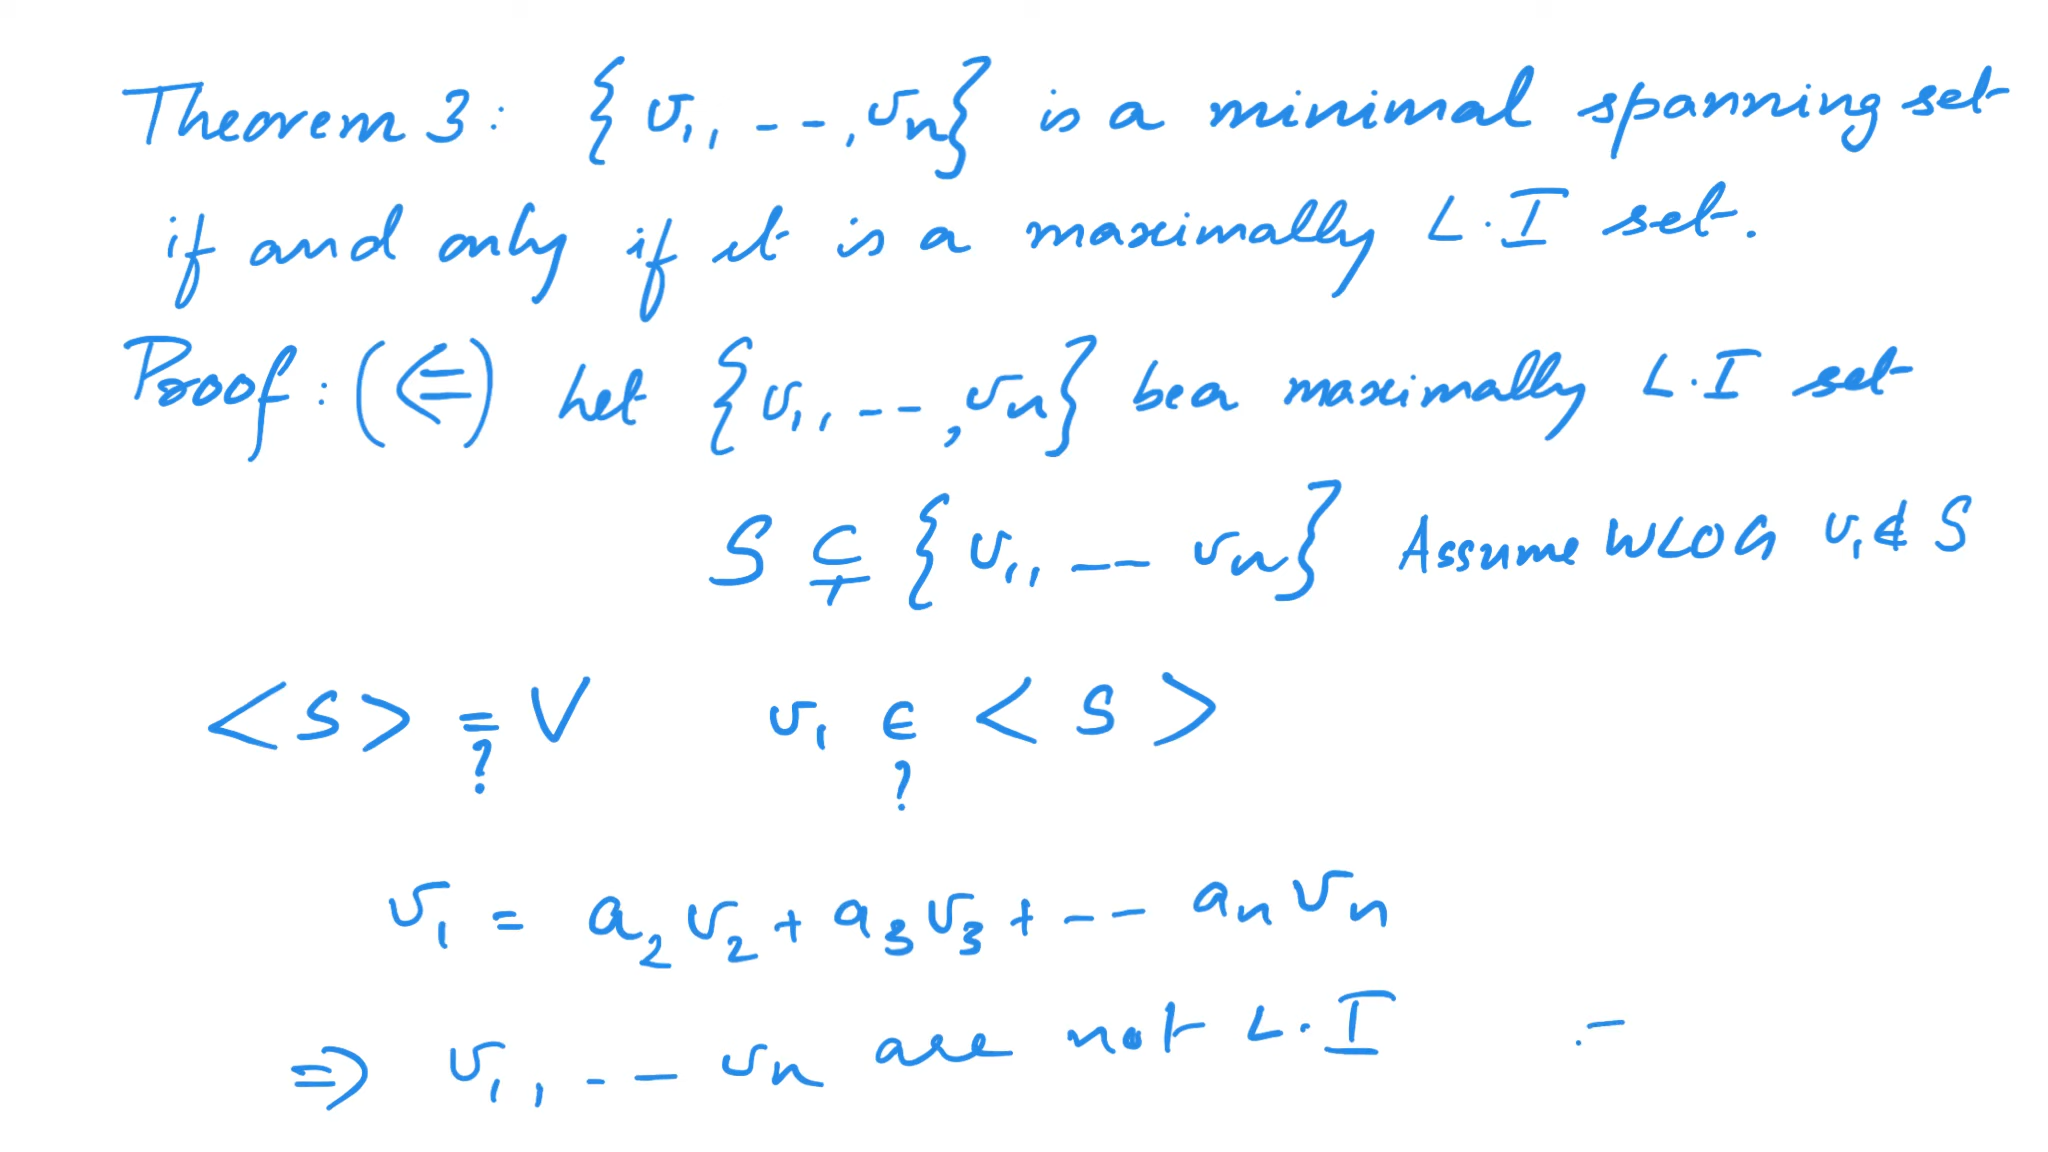 Theorem 3: {v₁, --, vₙ} is a minimal spanning set
if and only if it is a maximally L.I set.
Proof: (⇐) Let {v₁, --, vₙ} be a maximally L.I set
S ⊊ {v₁, -- vₙ} Assume WLOG v₁ ∉ S
<S> =? V v₁ ∈? <S>
v₁ = a₂v₂ + a₃v₃ + -- aₙvₙ
⇒ v₁, -- vₙ are not L.I